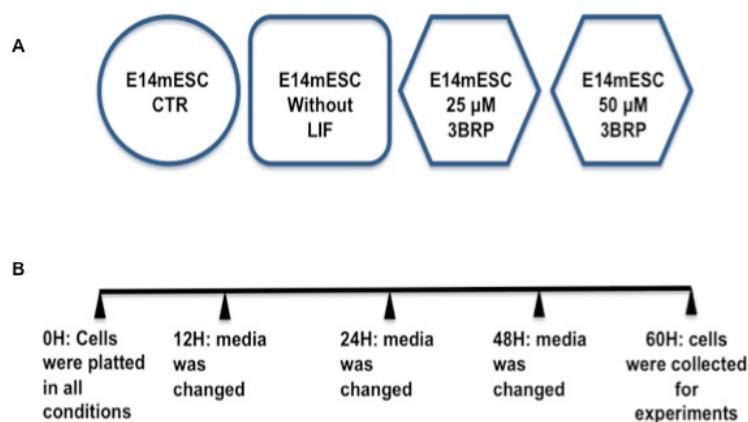 A
E14mESC
CTR
E14mESC
Without
LIF
E14mESC
25 µM
3BRP
E14mESC
50 µM
3BRP
B
0H: Cells
were platted
in all
conditions
12H: media
was
changed
24H: media
was
changed
48H: media
was
changed
60H: cells
were collected
for
experiments